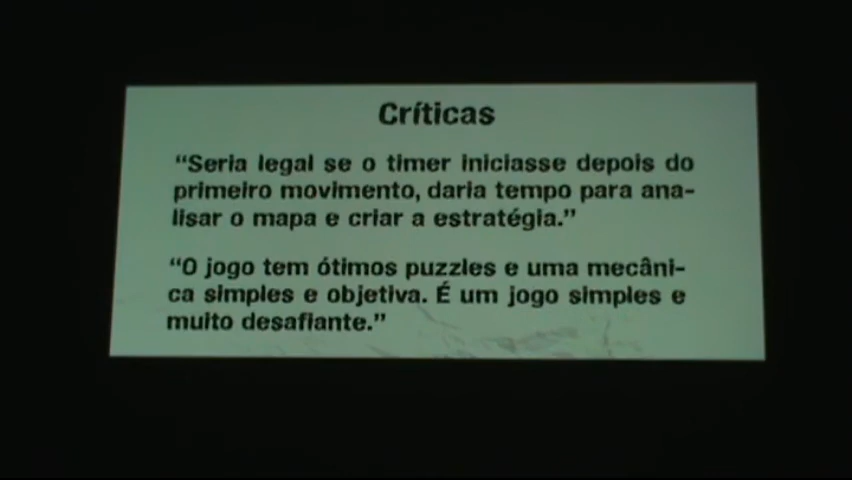 Críticas
“Seria legal se o timer iniciasse depois do
primeiro movimento, daria tempo para ana-
lisar o mapa e criar a estratégia.”
“O jogo tem ótimos puzzles e uma mecâni-
ca simples e objetiva. É um jogo simples e
muito desafiante.”